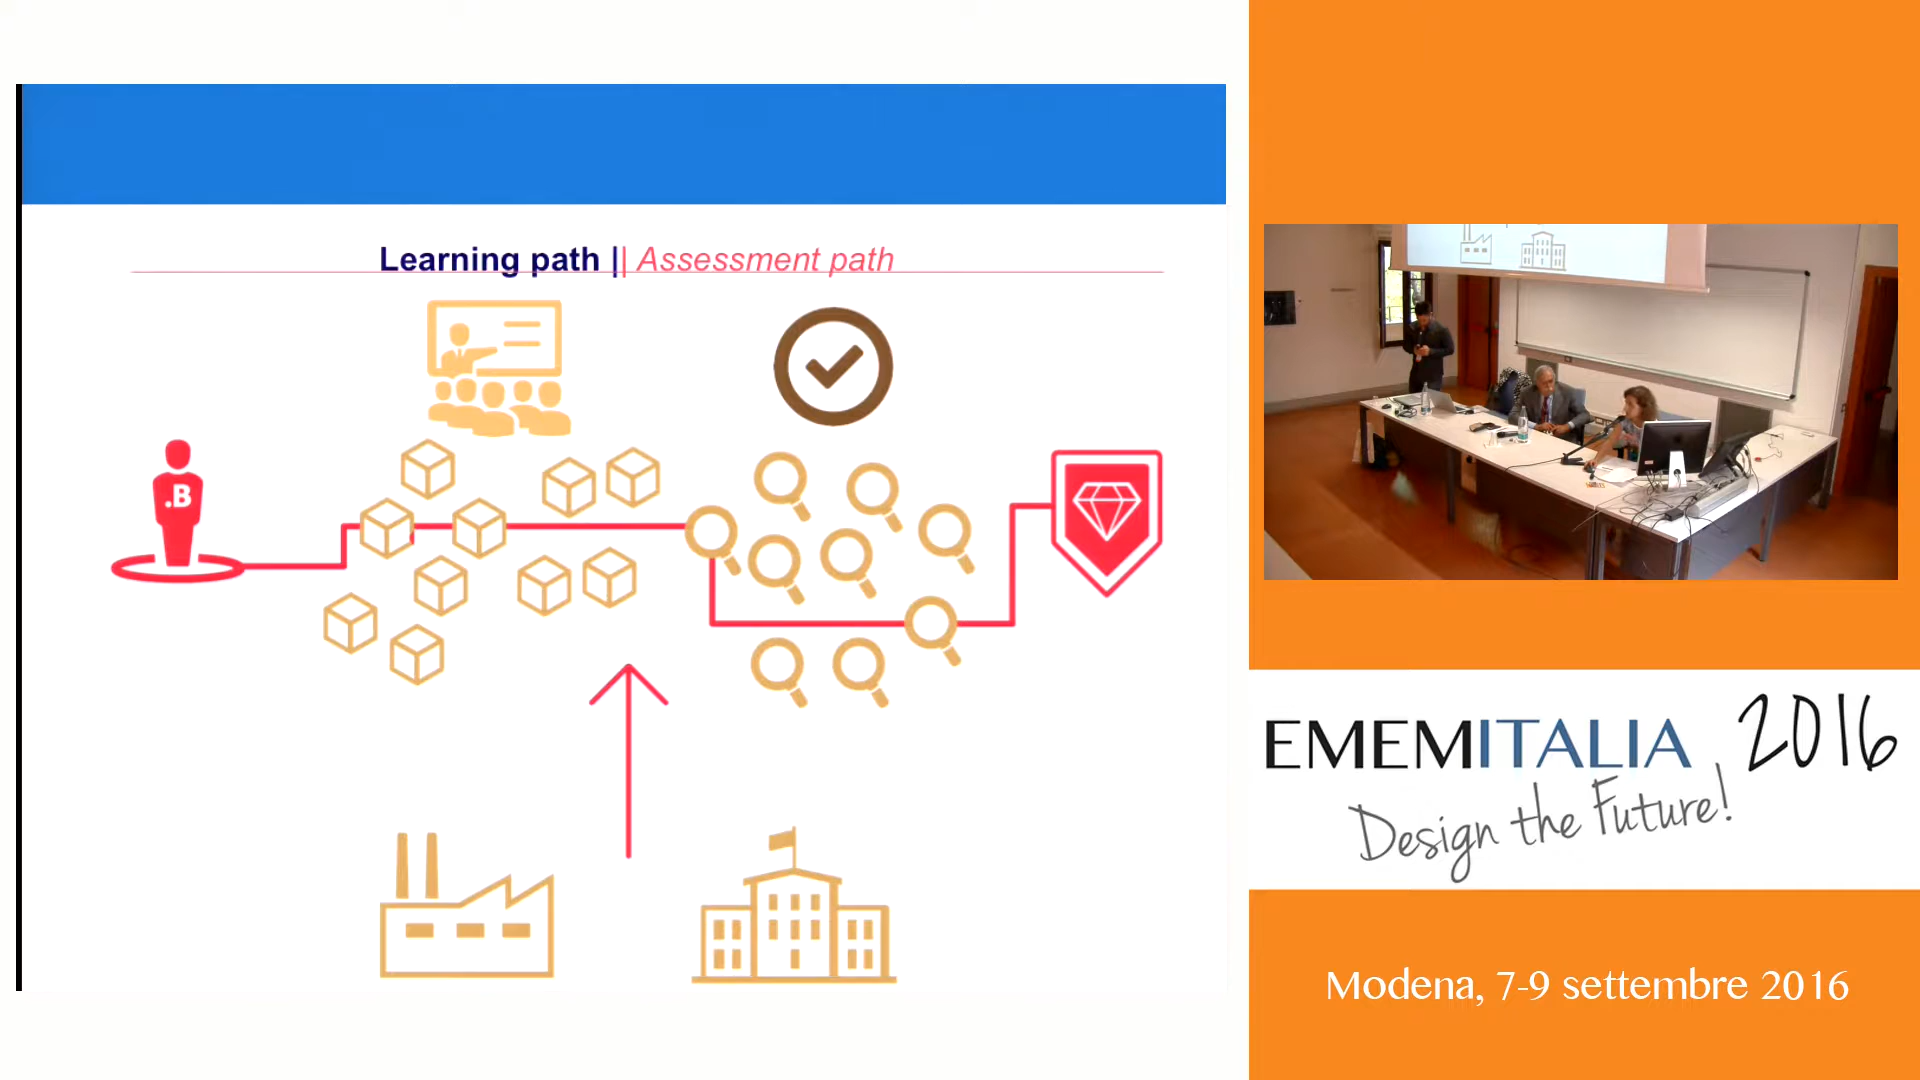 Learning path || Assessment path
.B
EMEMITALIA 2016
Design the Future!
Modena, 7-9 settembre 2016